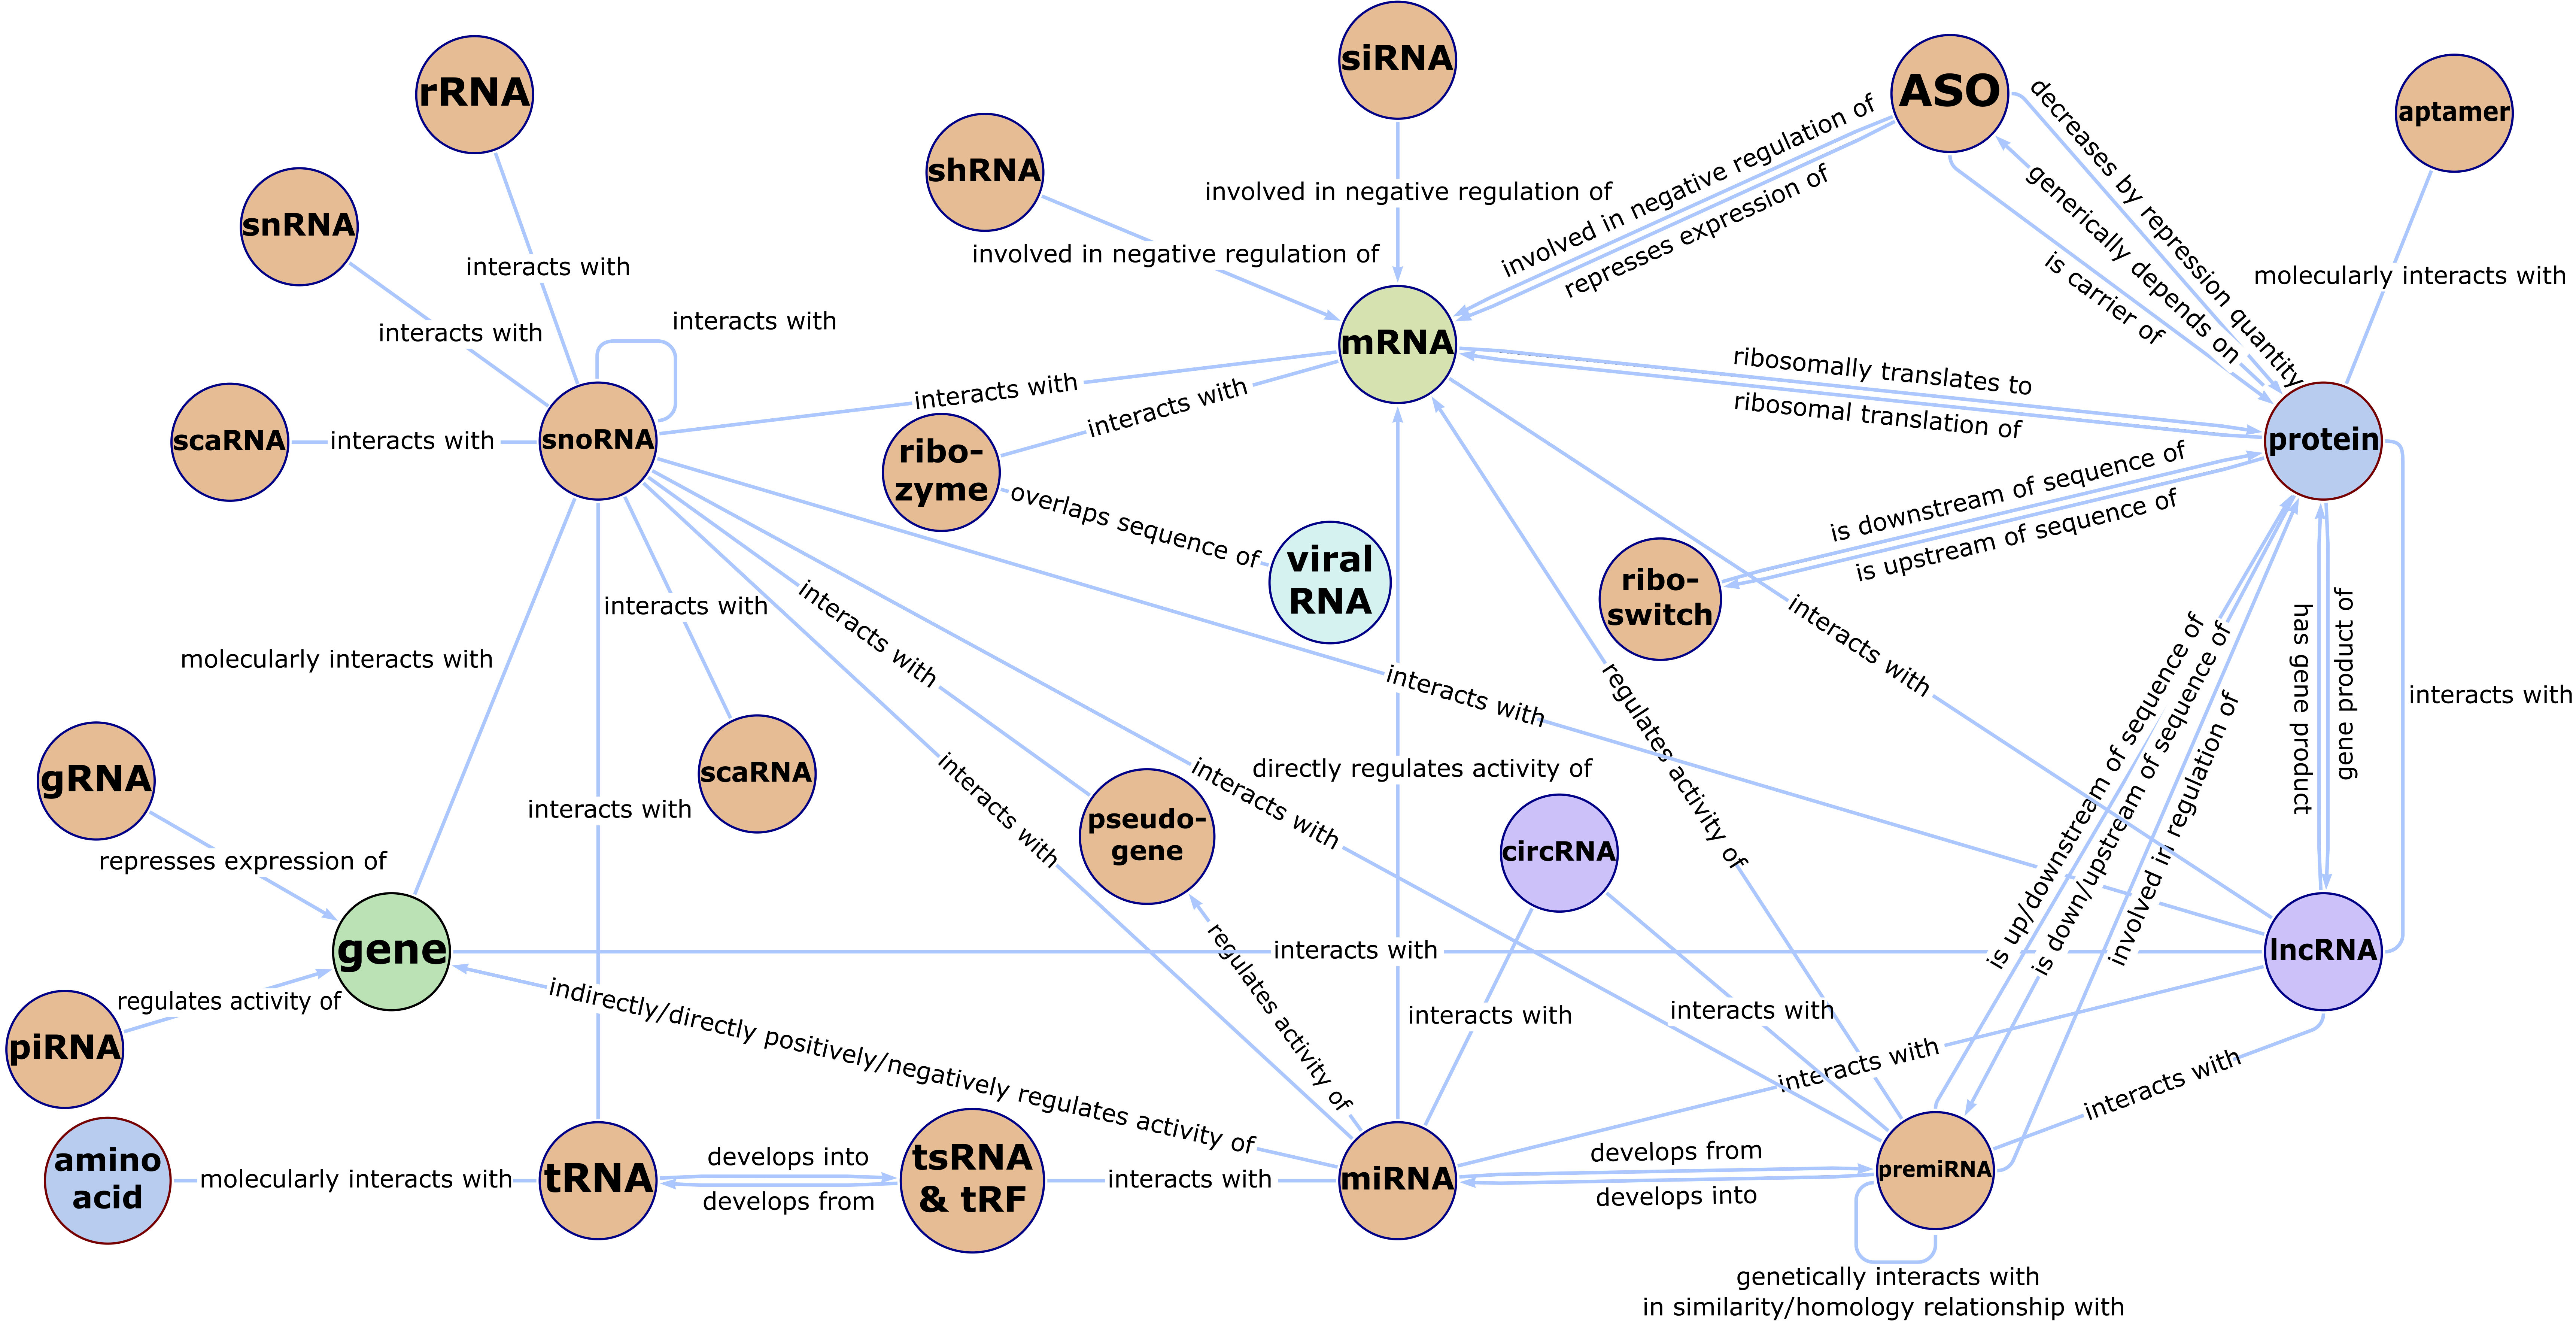 siRNA
rRNA
ASO
aptamer
shRNA
snRNA
decreases by repression quantity
involved in negative regulation of
represses expression of
generically depends on
is carrier of
involved in negative regulation of
involved in negative regulation of
interacts with
molecularly interacts with
interacts with
interacts with
mRNA
ribosomally translates to
ribosomal translation of
interacts with
interacts with
scaRNA
interacts with
snoRNA
ribo-
zyme
protein
overlaps sequence of
is downstream of sequence of
is upstream of sequence of
viral
RNA
ribo-
switch
interacts with
interacts with
interacts with
molecularly interacts with
interacts with
interacts with
regulates activity of
is up/downstream of sequence of
is down/upstream of sequence of
involved in regulation of
has gene product
gene product of
interacts with
gRNA
scaRNA
directly regulates activity of
interacts with
interacts with
interacts with
pseudo-
gene
circRNA
represses expression of
gene
interacts with
lncRNA
regulates activity of
regulates activity of
indirectly/directly positively/negatively regulates activity of
interacts with
interacts with
piRNA
interacts with
interacts with
amino
acid
molecularly interacts with
tRNA
develops into
develops from
tsRNA
& tRF
interacts with
miRNA
develops from
develops into
premiRNA
genetically interacts with
in similarity/homology relationship with